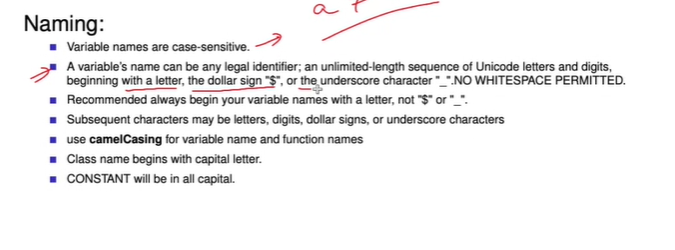 a +
Naming:
Variable names are case-sensitive.
A variable's name can be any legal identifier; an unlimited-length sequence of Unicode letters and digits,
beginning with a letter, the dollar sign "$", or the underscore character "_".NO WHITESPACE PERMITTED.
Recommended always begin your variable names with a letter, not "$" or "_".
Subsequent characters may be letters, digits, dollar signs, or underscore characters
use camelCasing for variable name and function names
Class name begins with capital letter.
CONSTANT will be in all capital.